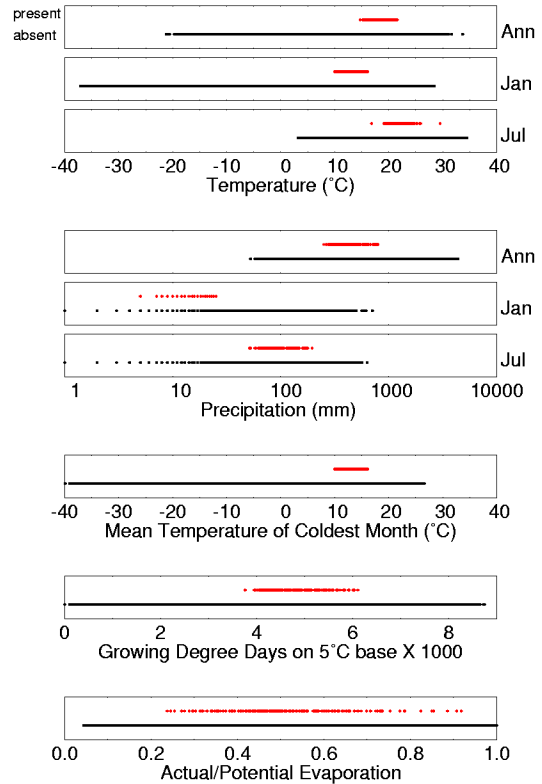 present
absent
Ann
Jan
Jul
-40 -30 -20 -10 0 10 20 30 40
Temperature (˚C)
Ann
Jan
Jul
1 10 100 1000 10000
Precipitation (mm)
-40 -30 -20 -10 0 10 20 30 40
Mean Temperature of Coldest Month (˚C)
0 2 4 6 8
Growing Degree Days on 5˚C base X 1000
0.0 0.2 0.4 0.6 0.8 1.0
Actual/Potential Evaporation